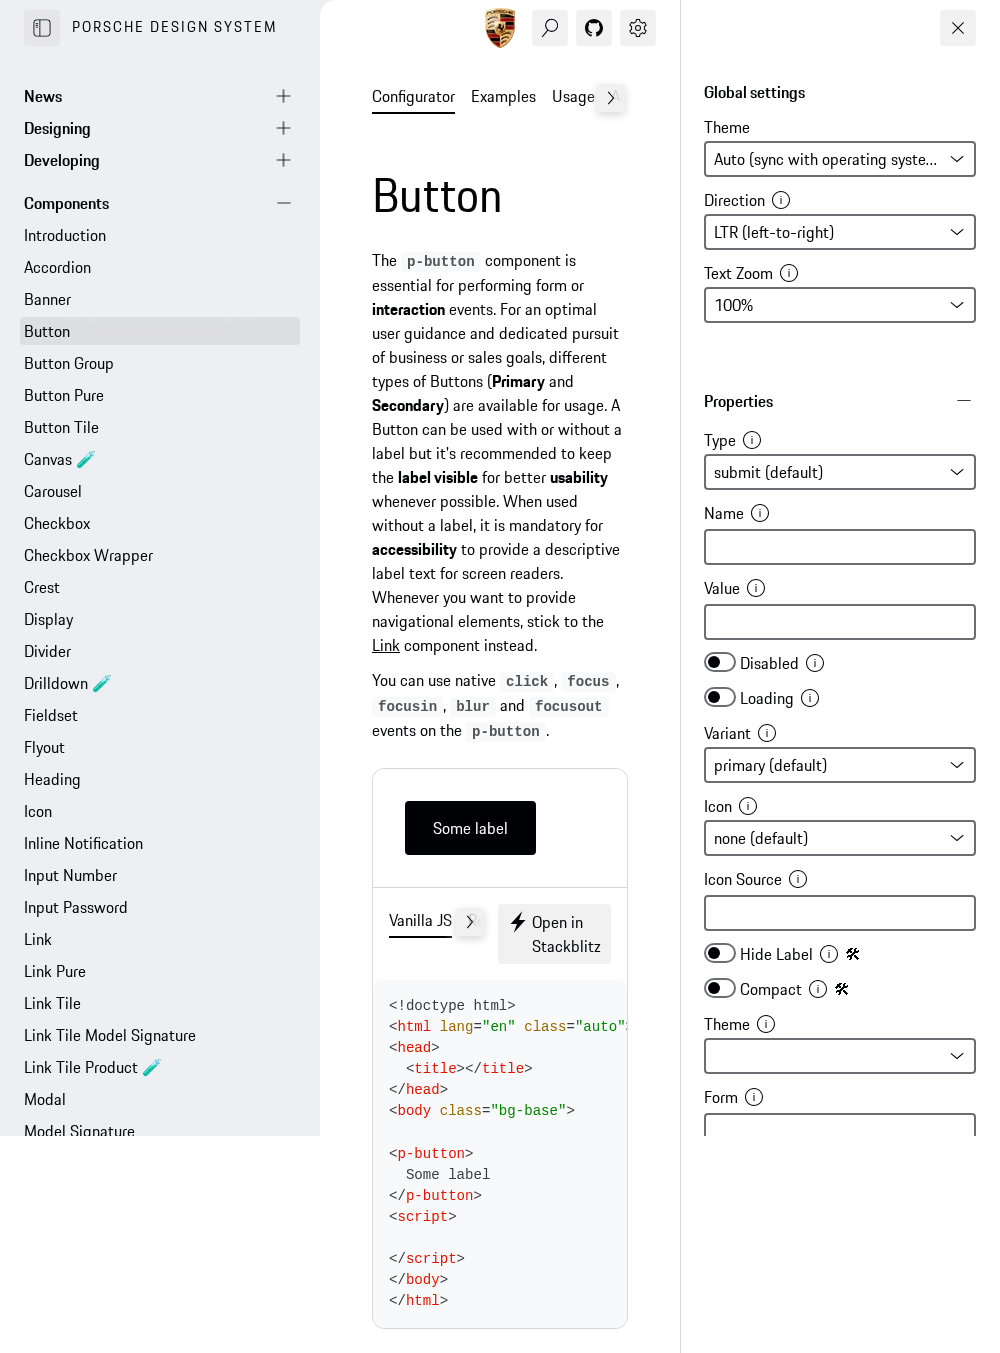 PORSCHE DESIGN SYSTEM
News
Designing
Developing
Components
Introduction
Accordion
Banner
Button
Button Group
Button Pure
Button Tile
Canvas 🧪
Carousel
Checkbox
Checkbox Wrapper
Crest
Display
Divider
Drilldown 🧪
Fieldset
Flyout
Heading
Icon
Inline Notification
Input Number
Input Password
Link
Link Pure
Link Tile
Link Tile Model Signature
Link Tile Product 🧪
Modal
Model Signature
Configurator Examples Usage
Button
The p-button component is
essential for performing form or
interaction events. For an optimal
user guidance and dedicated pursuit
of business or sales goals, different
types of Buttons (Primary and
Secondary) are available for usage. A
Button can be used with or without a
label but it's recommended to keep
the label visible for better usability
whenever possible. When used
without a label, it is mandatory for
accessibility to provide a descriptive
label text for screen readers.
Whenever you want to provide
navigational elements, stick to the
Link component instead.
You can use native click, focus,
focusin, blur and focusout
events on the p-button.
Some label
Vanilla JS
Open in
Stackblitz
<!doctype html>
<html lang="en" class="auto">
<head>
  <title></title>
</head>
<body class="bg-base">
<p-button>
  Some label
</p-button>
<script>
</script>
</body>
</html>
Global settings
Theme
Auto (sync with operating syste...
Direction
LTR (left-to-right)
Text Zoom
100%
Properties
Type
submit (default)
Name
Value
Disabled
Loading
Variant
primary (default)
Icon
none (default)
Icon Source
Hide Label 🛠
Compact 🛠
Theme
Form